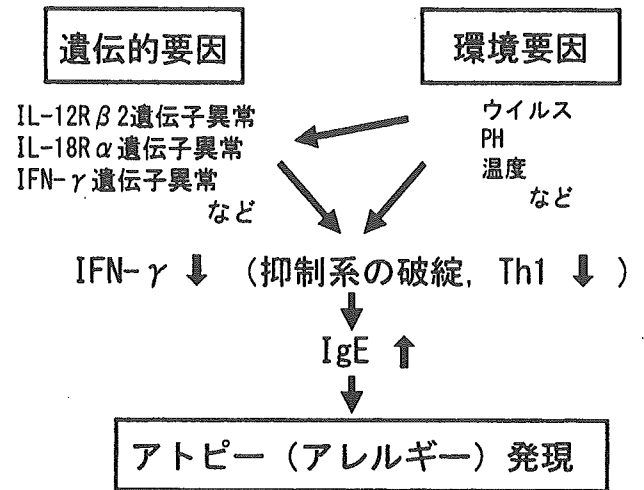 遺伝的要因
環境要因
IL-12Rβ2遺伝子異常
IL-18Rα遺伝子異常
IFN-γ遺伝子異常
など
ウイルス
PH
温度
など
IFN-γ ⬇ (抑制系の破綻, Th1 ⬇ )
IgE ⬆
アトピー(アレルギー)発現